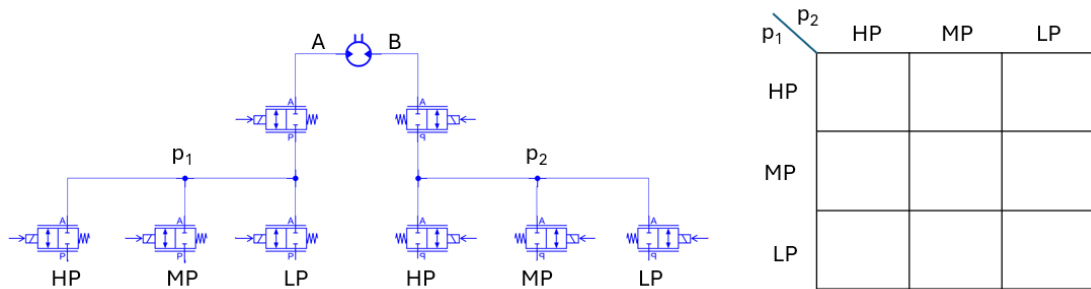 A B
p₂
p₁
HP MP LP
HP
A A
P q
p₁ p₂
MP
A A A A A A
P P P q q q
HP MP LP HP MP LP
LP